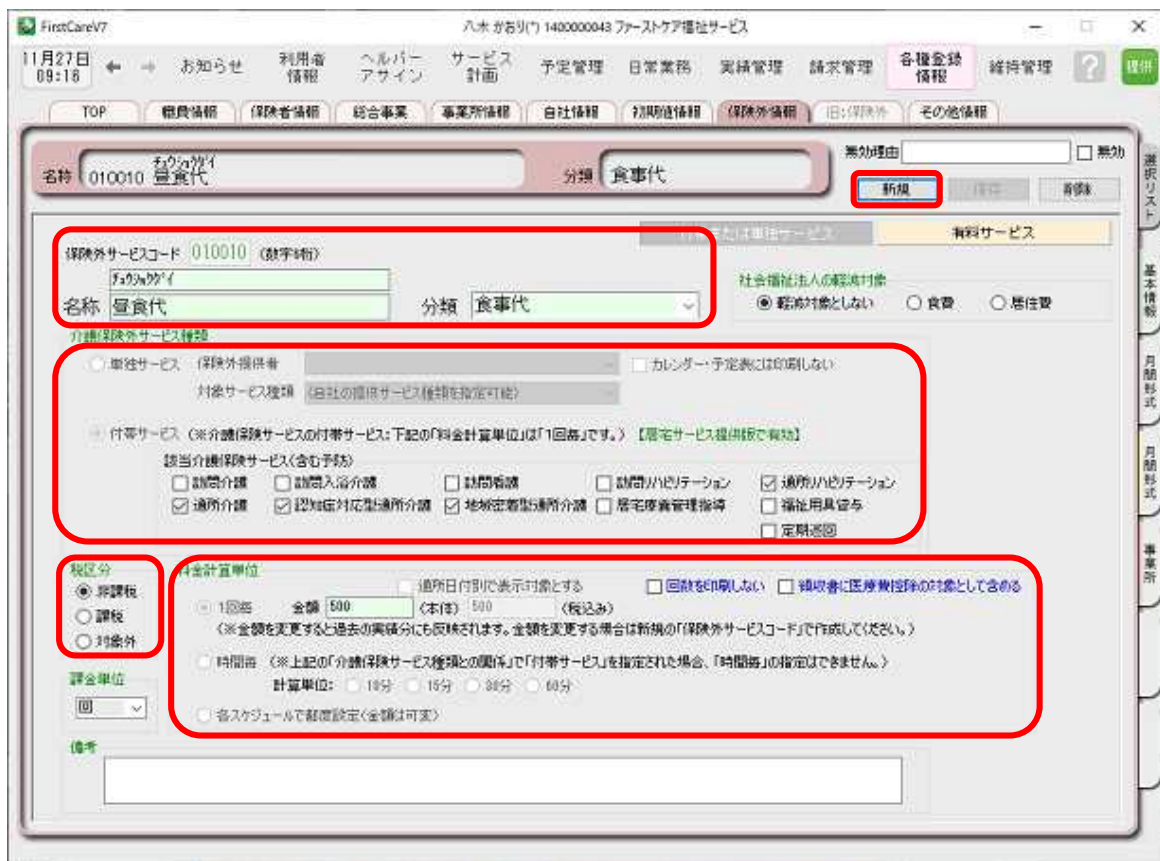 FirstCareV7 八木 かおり(*) 1400000043 ファーストケア福祉サービス
11月27日 09:16 お知らせ 利用者情報 ヘルパーアサイン サービス計画 予定管理 日常業務 実績管理 請求管理 各種登録情報 維持管理 ? 提供
TOP 職員情報 保険者情報 総合事業 事業所情報 自社情報 初期値情報 保険外情報 旧:保険外 その他情報
無効理由 無効
チュウショクダイ
名称 010010 昼食代 分類 食事代
新規 削除
選択リスト
基本情報
月間形式
月間形式
事業所
または単独サービス 有料サービス
保険外サービスコード 010010 (数字6桁)
チュウショクダイ
名称 昼食代 分類 食事代
社会福祉法人の軽減対象
軽減対象としない 食費 居住費
介護保険外サービス種類
単独サービス 保険外提供者 カレンダー・予定表には印刷しない
対象サービス種類 (自社の提供サービス種類を指定可能)
付帯サービス (※介護保険サービスの付帯サービス:下記の「料金計算単位」は「1回毎」です。) 【居宅サービス提供版で有効】
該当介護保険サービス(含む予防)
訪問介護 訪問入浴介護 訪問看護 訪問リハビリテーション 通所リハビリテーション
通所介護 認知症対応型通所介護 地域密着型通所介護 居宅療養管理指導 福祉用具貸与
定期巡回
税区分
非課税
課税
対象外
課金単位
回
料金計算単位
通所日付別で表示対象とする 回数を印刷しない 領収書に医療費控除の対象として含める
1回毎 金額 500 (本体) 500 (税込み)
(※金額を変更すると過去の実績分にも反映されます。金額を変更する場合は新規の「保険外サービスコード」で作成してください。)
時間毎 (※上記の「介護保険サービス種類との関係」で「付帯サービス」を指定された場合、「時間毎」の指定はできません。)
計算単位: 10分 15分 30分 60分
各スケジュールで都度設定(金額は可変)
備考